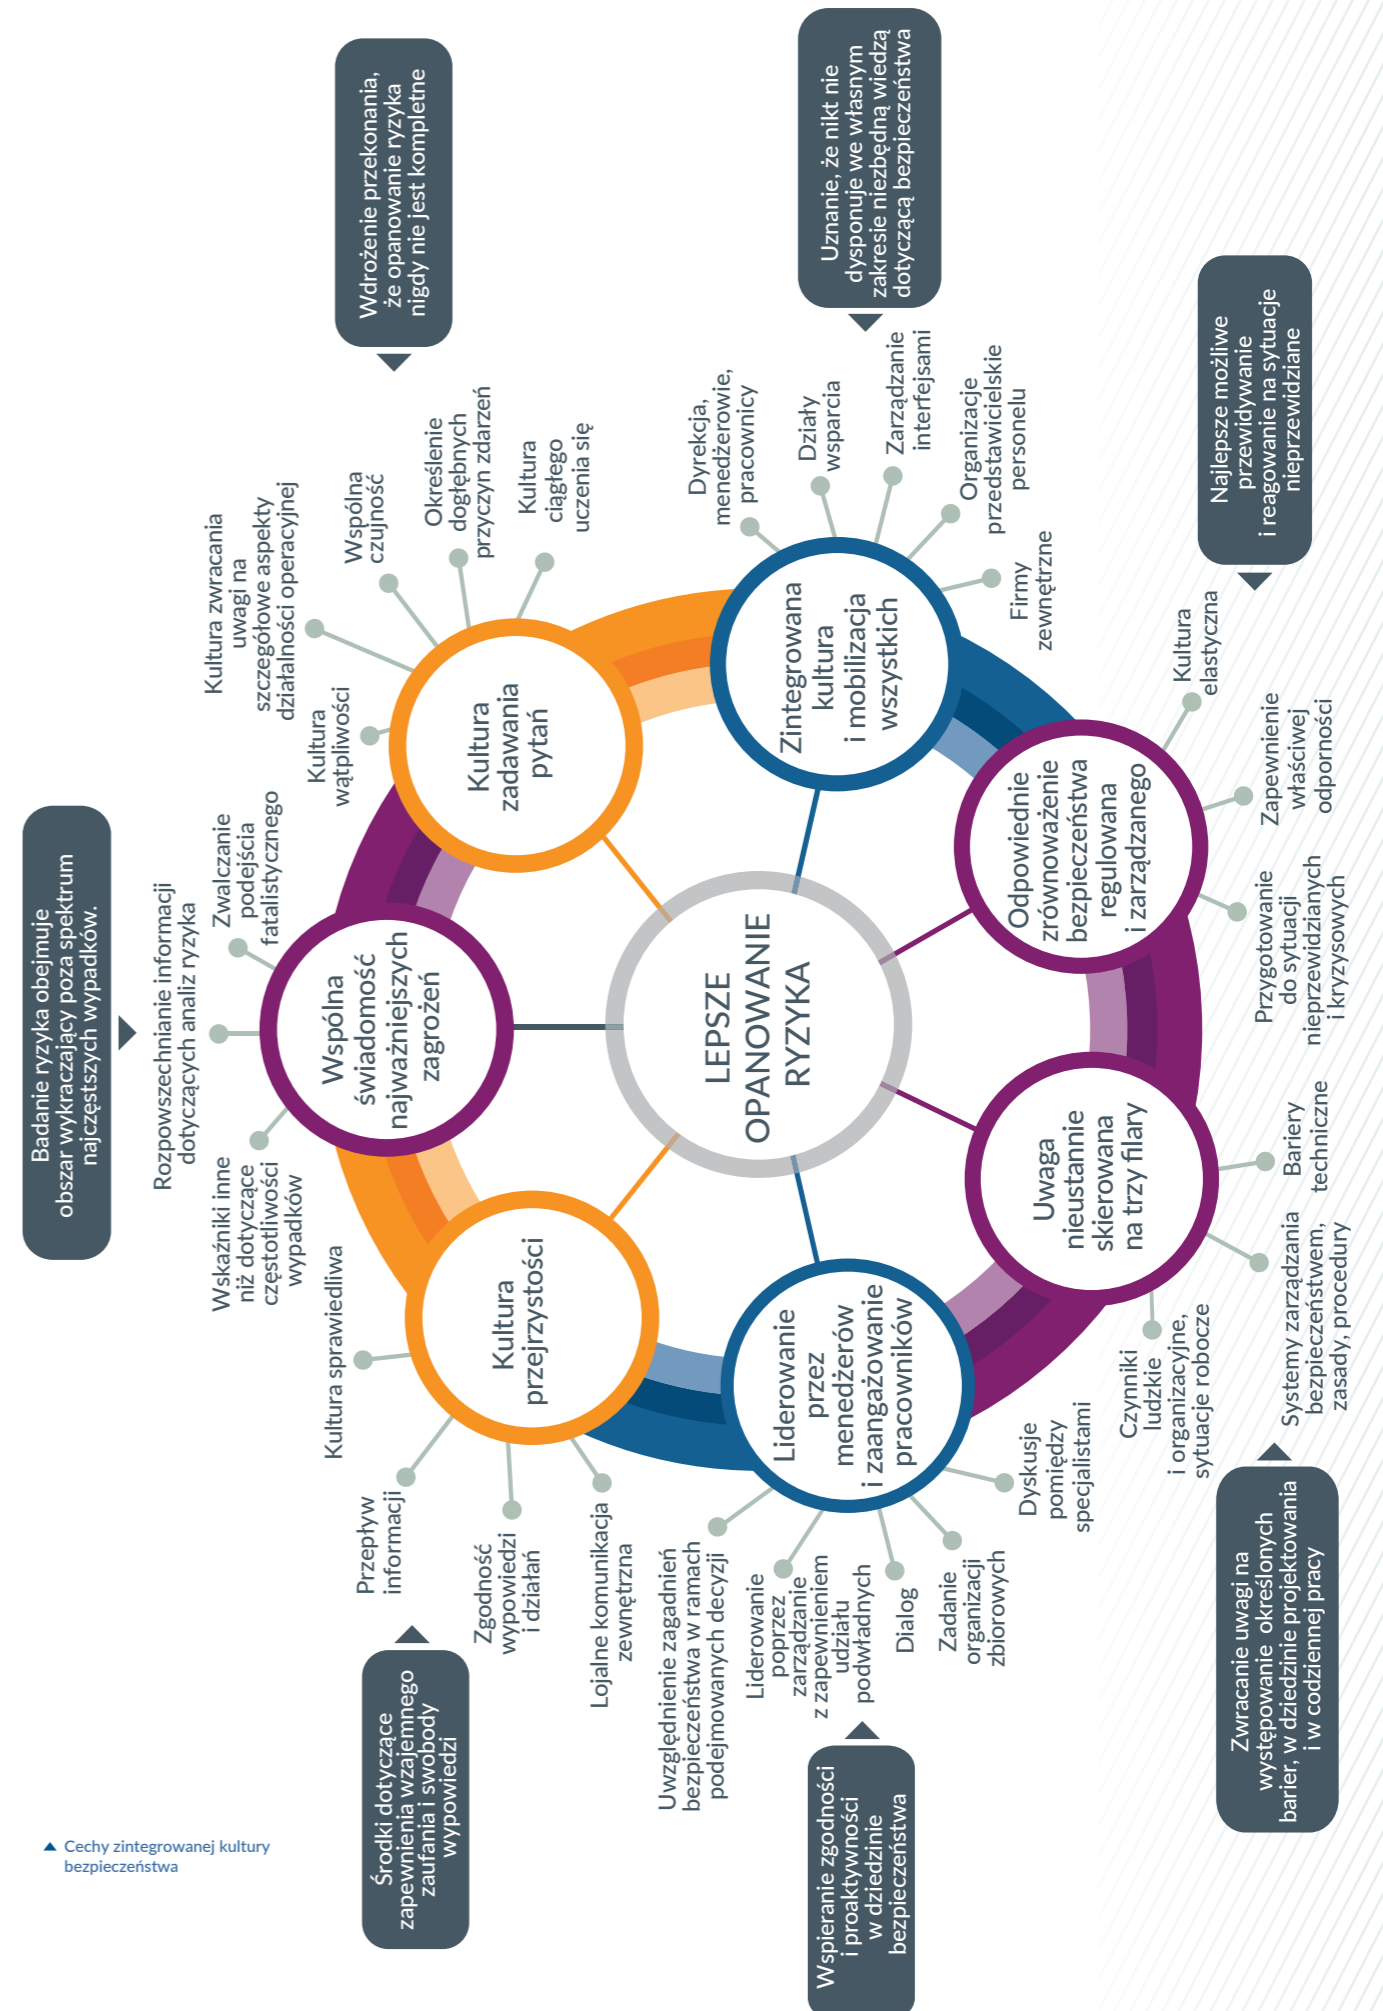 Badanie ryzyka obejmuje
obszar wykraczający poza spektrum
najczęstszych wypadków.
Rozpowszechnianie informacji
dotyczących analiz ryzyka
Wskaźniki inne
niż dotyczące
częstotliwości
wypadków
Zwalczanie
podejścia
fatalistycznego
Wspólna
świadomość
najważniejszych
zagrożeń
Wdrożenie przekonania,
że opanowanie ryzyka
nigdy nie jest kompletne
Kultura
wątpliwości
Kultura zwracania
uwagi na
szczegółowe aspekty
działalności operacyjnej
Wspólna
czujność
Określenie
dogłębnych
przyczyn zdarzeń
Kultura
ciągłego
uczenia się
Kultura
zadawania
pytań
Uznanie, że nikt nie
dysponuje we własnym
zakresie niezbędną wiedzą
dotyczącą bezpieczeństwa
Dyrekcja,
menedżerowie,
pracownicy
Działy
wsparcia
Zarządzanie
interfejsami
Organizacje
przedstawicielskie
personelu
Firmy
zewnętrzne
Zintegrowana
kultura
i mobilizacja
wszystkich
Najlepsze możliwe
przewidywanie
i reagowanie na sytuacje
nieprzewidziane
Kultura
elastyczna
Zapewnienie
właściwej
odporności
Przygotowanie
do sytuacji
nieprzewidzianych
i kryzysowych
Odpowiednie
zrównoważenie
bezpieczeństwa
regulowana
i zarządzanego
LEPSZE
OPANOWANIE
RYZYKA
Uwaga
nieustanie
skierowana
na trzy filary
Bariery
techniczne
Systemy zarządzania
bezpieczeństwem,
zasady, procedury
Czynniki
ludzkie
i organizacyjne,
sytuacje robocze
Zwracanie uwagi na
występowanie określonych
barier, w dziedzinie projektowania
i w codziennej pracy
Liderowanie
przez
menedżerów
i zaangażowanie
pracowników
Dyskusje
pomiędzy
specjalistami
Zadanie
organizacji
zbiorowych
Dialog
Liderowanie
poprzez
zarządzanie
z zapewnieniem
udziału
podwładnych
Uwzględnienie zagadnień
bezpieczeństwa w ramach
podejmowanych decyzji
Wspieranie zgodności
i proaktywności
w dziedzinie
bezpieczeństwa
Kultura
przejrzystości
Kultura sprawiedliwa
Przepływ
informacji
Zgodność
wypowiedzi
i działań
Lojalne komunikacja
zewnętrzna
Środki dotyczące
zapewnienia wzajemnego
zaufania i swobody
wypowiedzi
Cechy zintegrowanej kultury
bezpieczeństwa